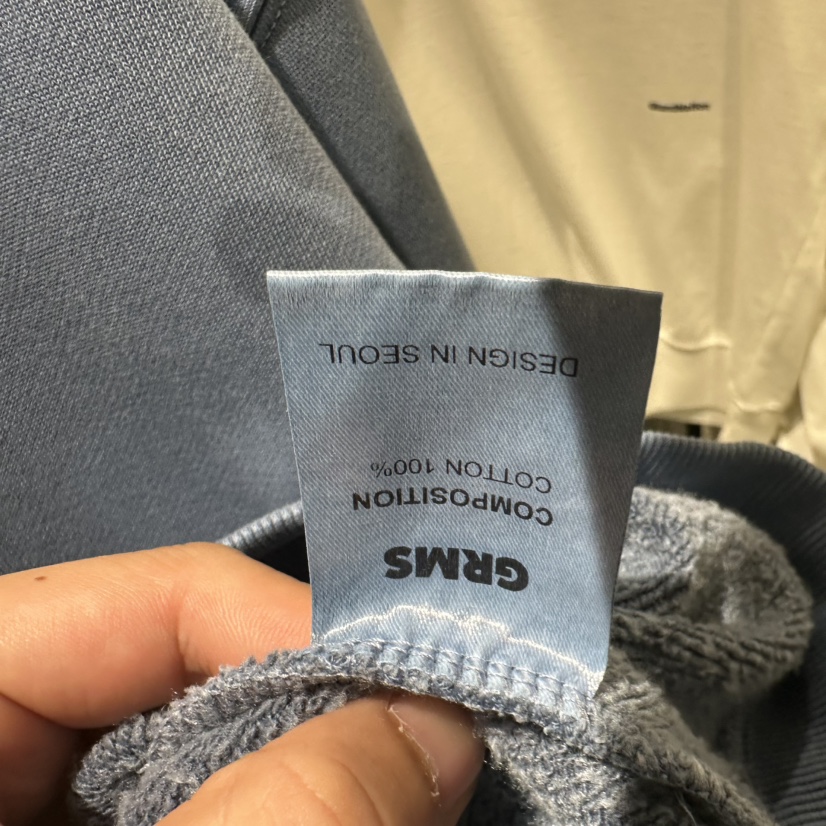 GRMS
COMPOSITION
COTTON 100%
DESIGN IN SEOUL